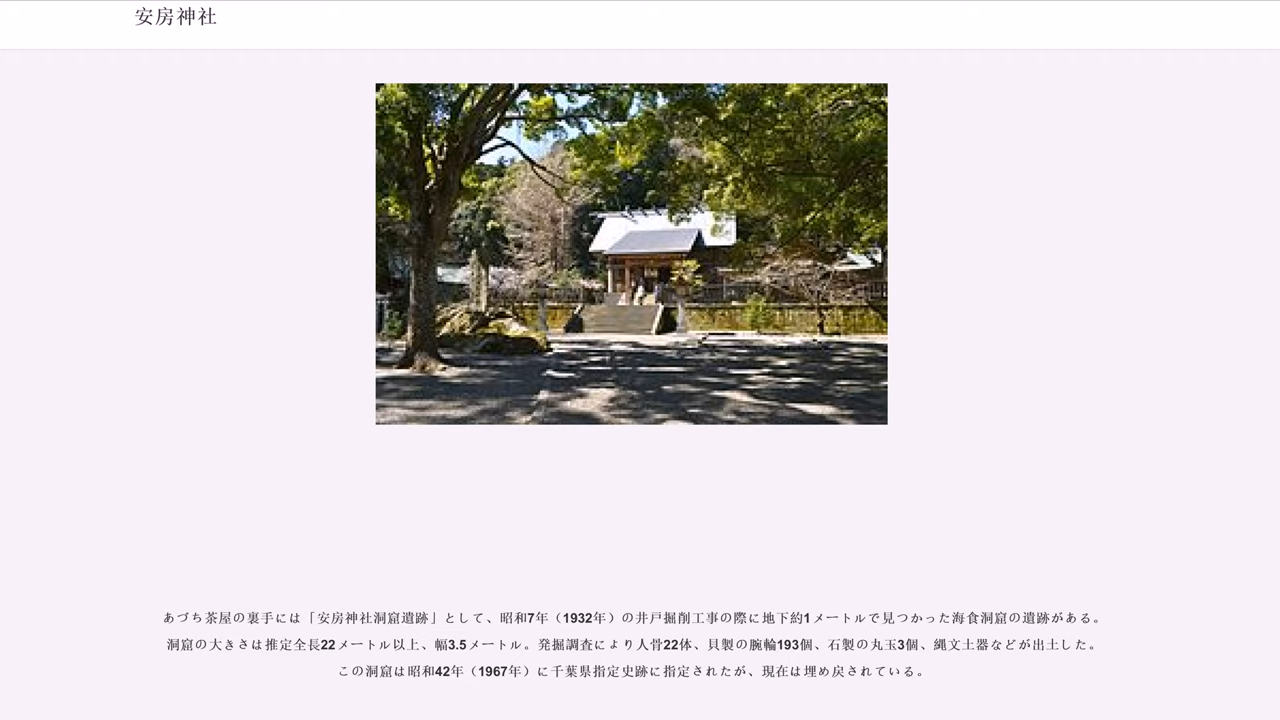 安房神社
あづち茶屋の裏手には「安房神社洞窟遺跡」として、昭和7年（1932年）の井戸掘削工事の際に地下約1メートルで見つかった海食洞窟の遺跡がある。
洞窟の大きさは推定全長22メートル以上、幅3.5メートル。発掘調査により人骨22体、貝製の腕輪193個、石製の丸玉3個、縄文土器などが出土した。
この洞窟は昭和42年（1967年）に千葉県指定史跡に指定されたが、現在は埋め戻されている。